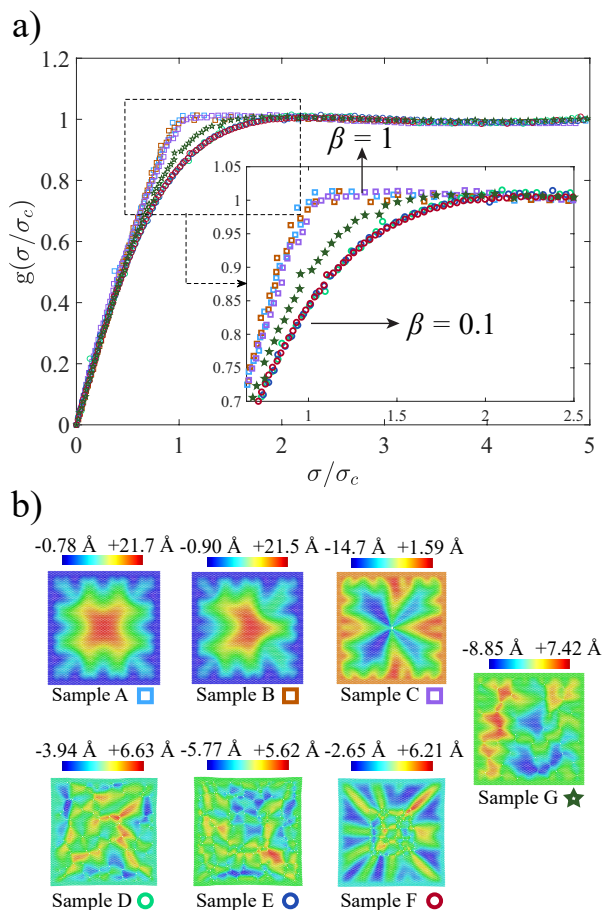 a)
g(σ/σc)
1.2
1
0.8
0.6
0.4
0.2
0
0 1 2 3 4 5
σ/σc
β = 1
β = 0.1
1.05
1
0.95
0.9
0.85
0.8
0.75
0.7
1 1.5 2 2.5
b)
-0.78 Å +21.7 Å
-0.90 Å +21.5 Å
-14.7 Å +1.59 Å
Sample A
Sample B
Sample C
-8.85 Å +7.42 Å
Sample G
-3.94 Å +6.63 Å
-5.77 Å +5.62 Å
-2.65 Å +6.21 Å
Sample D
Sample E
Sample F